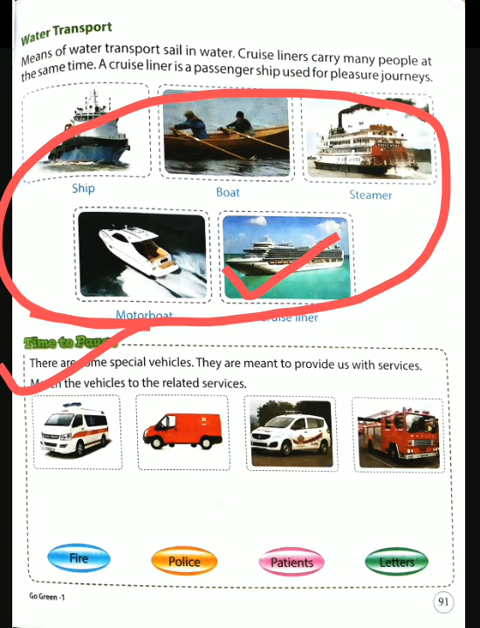 Water Transport
Means of water transport sail in water. Cruise liners carry many people at
the same time. A cruise liner is a passenger ship used for pleasure journeys.
Ship
Boat
Steamer
Motorboat
liner
Time to
There are some special vehicles. They are meant to provide us with services.
the vehicles to the related services.
Fire
Police
Patients
Letters
Go Green -1
91